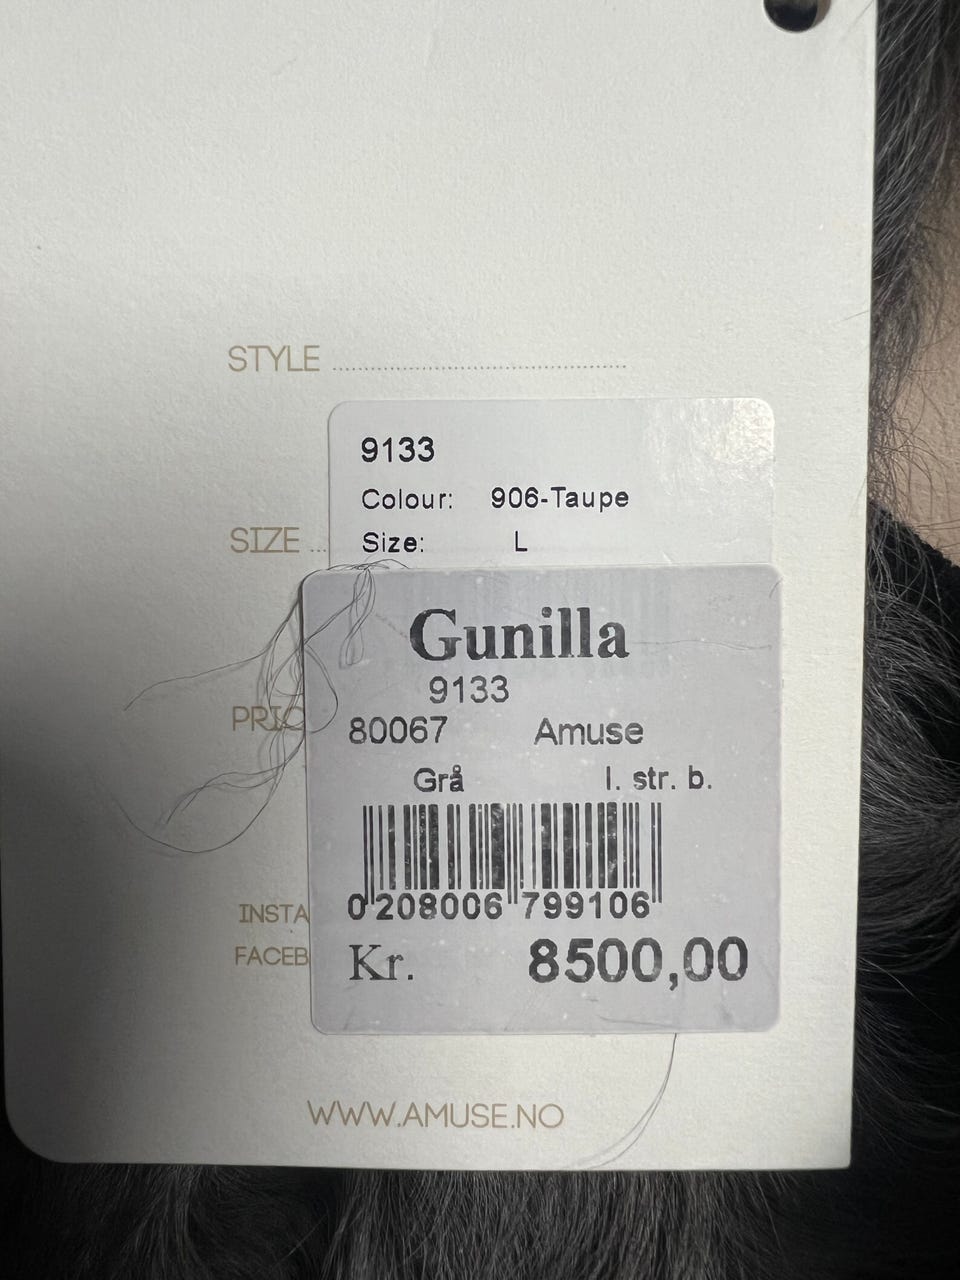 STYLE ................................................
9133
Colour: 906-Taupe
SIZE ... Size: L
Gunilla
9133
PRIC
80067 Amuse
Grå l. str. b.
0 208006 799106
INSTA
FACEB
Kr. 8500,00
WWW.AMUSE.NO